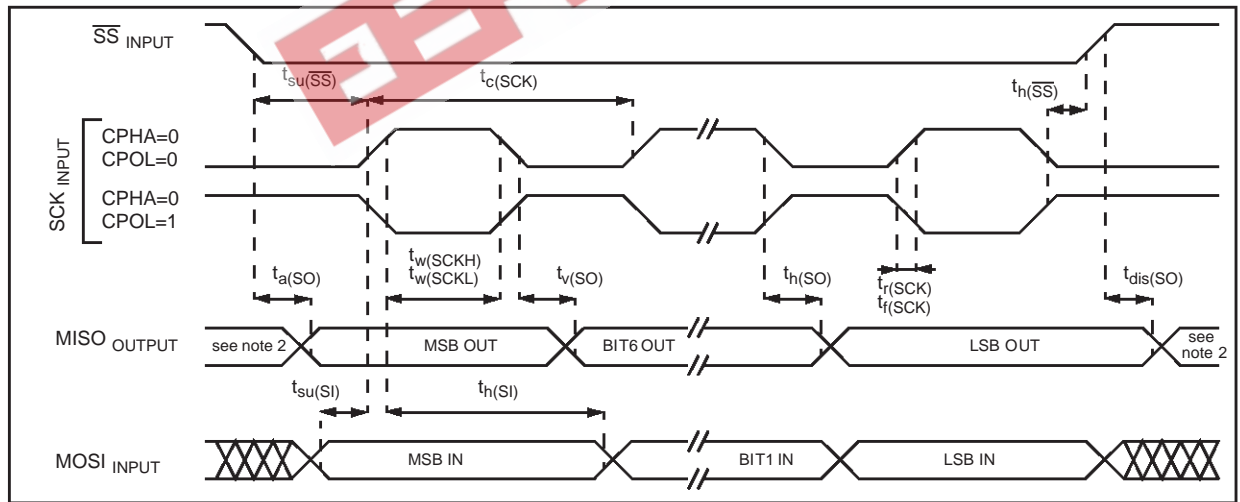 SS INPUT
tsu(SS)
tc(SCK)
th(SS)
SCK INPUT
CPHA=0
CPOL=0
CPHA=0
CPOL=1
ta(SO)
tw(SCKH)
tw(SCKL)
tv(SO)
th(SO)
tr(SCK)
tf(SCK)
tdis(SO)
MISO OUTPUT
see note 2
MSB OUT
BIT6 OUT
LSB OUT
see
note 2
tsu(SI)
th(SI)
MOSI INPUT
MSB IN
BIT1 IN
LSB IN